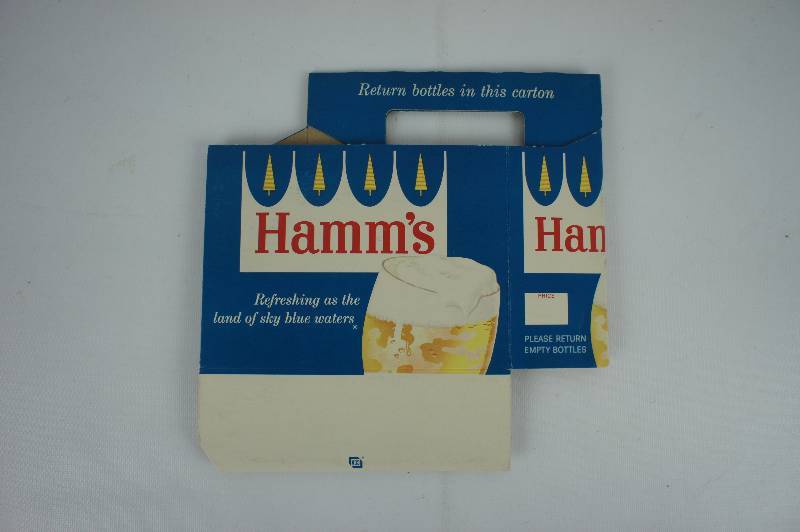 Return bottles in this carton
Hamm's
Refreshing as the
land of sky blue waters
Ham
PRICE
PLEASE RETURN
EMPTY BOTTLES